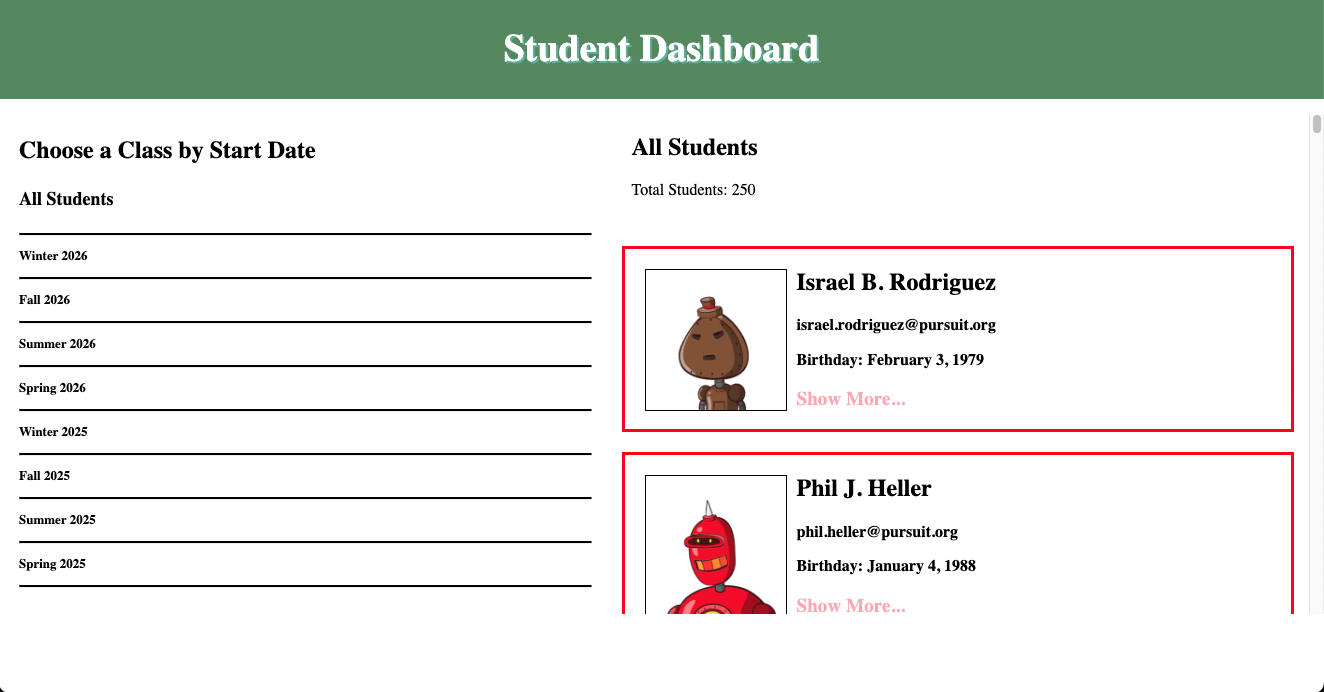 Student Dashboard
Choose a Class by Start Date
All Students
Winter 2026
Fall 2026
Summer 2026
Spring 2026
Winter 2025
Fall 2025
Summer 2025
Spring 2025
All Students
Total Students: 250
Israel B. Rodriguez
israel.rodriguez@pursuit.org
Birthday: February 3, 1979
Show More...
Phil J. Heller
phil.heller@pursuit.org
Birthday: January 4, 1988
Show More...